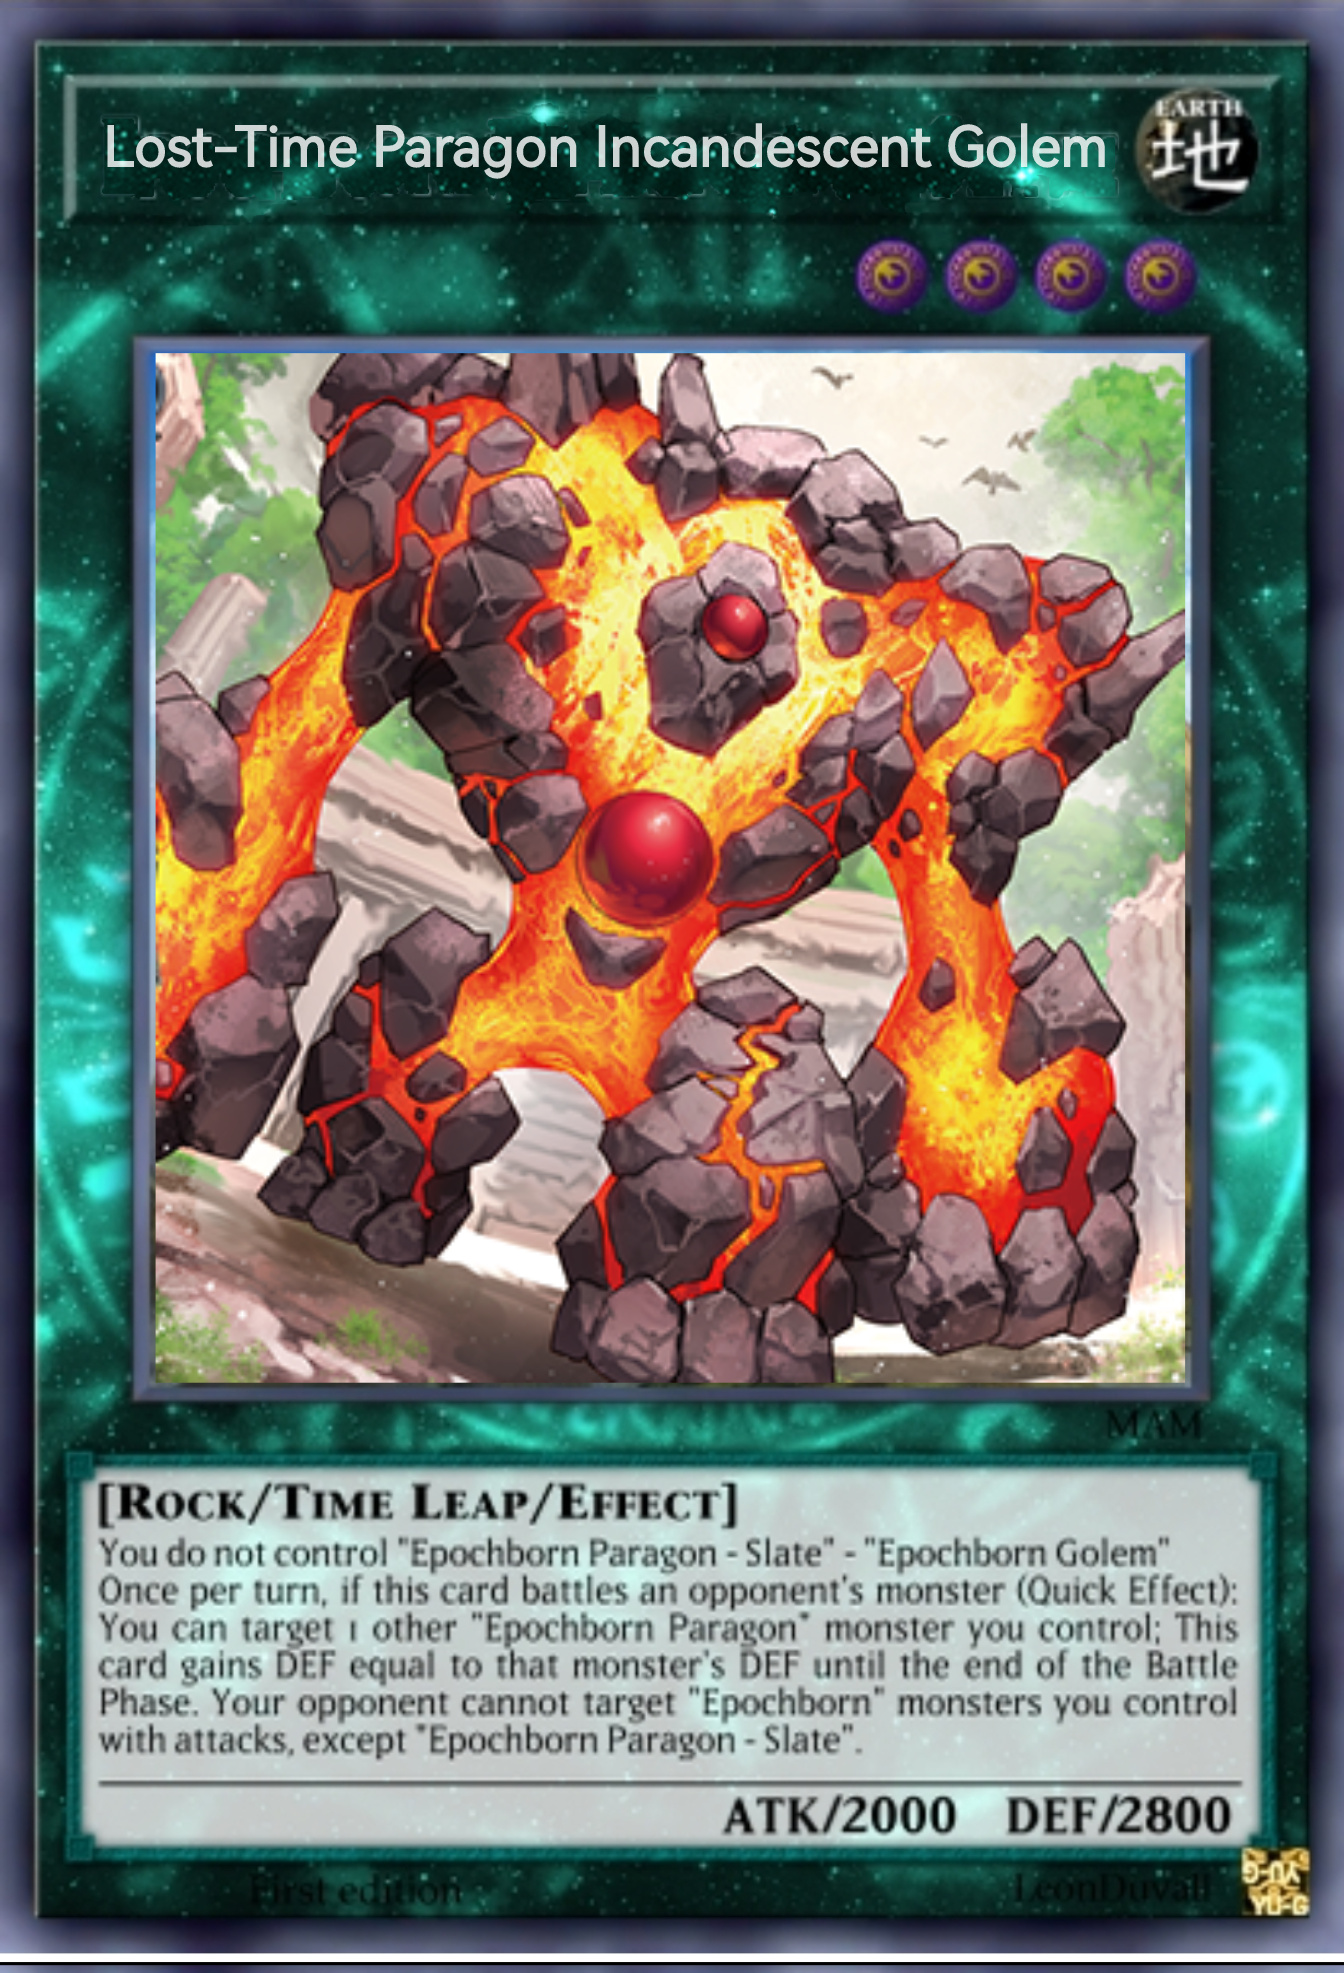 Lost-Time Paragon Incandescent Golem
EARTH
地
MAM
[ROCK/TIME LEAP/EFFECT]
You do not control "Epochborn Paragon - Slate" - "Epochborn Golem"
Once per turn, if this card battles an opponent's monster (Quick Effect):
You can target 1 other "Epochborn Paragon" monster you control; This
card gains DEF equal to that monster's DEF until the end of the Battle
Phase. Your opponent cannot target "Epochborn" monsters you control
with attacks, except "Epochborn Paragon - Slate".
ATK/2000 DEF/2800
First edition
LeonDuvall
YU-G
YU-G